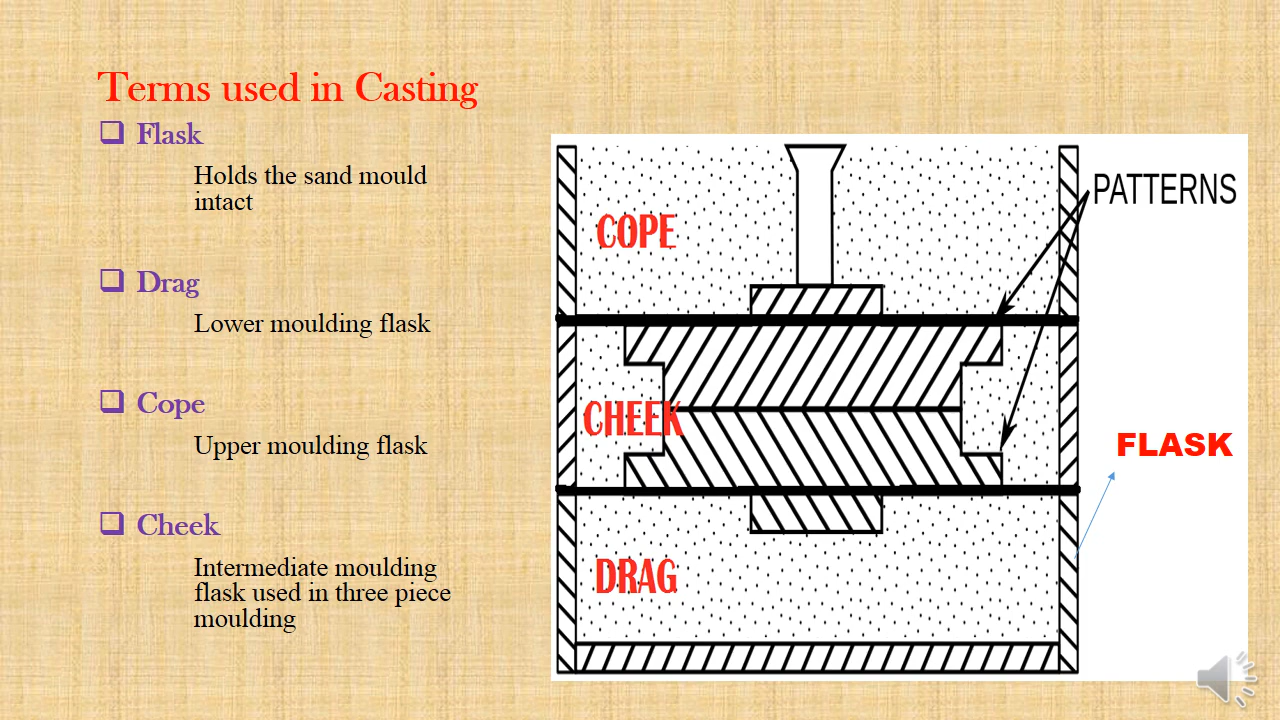 Terms used in Casting
Flask
Holds the sand mould
intact
Drag
Lower moulding flask
Cope
Upper moulding flask
Cheek
Intermediate moulding
flask used in three piece
moulding
COPE
PATTERNS
CHEEK
FLASK
DRAG